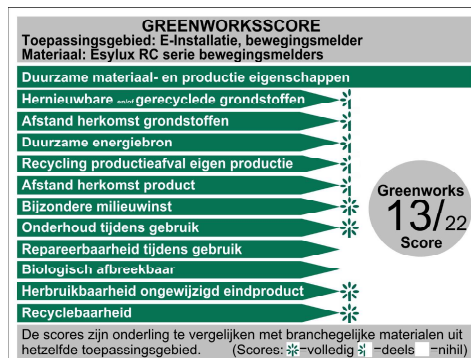 GREENWORKSSCORE
Toepassingsgebied: E-Installatie, bewegingsmelder
Materiaal: Esylux RC serie bewegingsmelders
Duurzame materiaal- en productie eigenschappen
Hernieuwbare en/of gerecyclede grondstoffen
Afstand herkomst grondstoffen
Duurzame energiebron
Recycling productieafval eigen productie
Afstand herkomst product
Bijzondere milieuwinst
Onderhoud tijdens gebruik
Repareerbaarheid tijdens gebruik
Biologisch afbreekbaar
Herbruikbaarheid ongewijzigd eindproduct
Recyclebaarheid
Greenworks
13/22
Score
De scores zijn onderling te vergelijken met branchegelijke materialen uit
hetzelfde toepassingsgebied. (Scores: =volledig =deels =nihil)